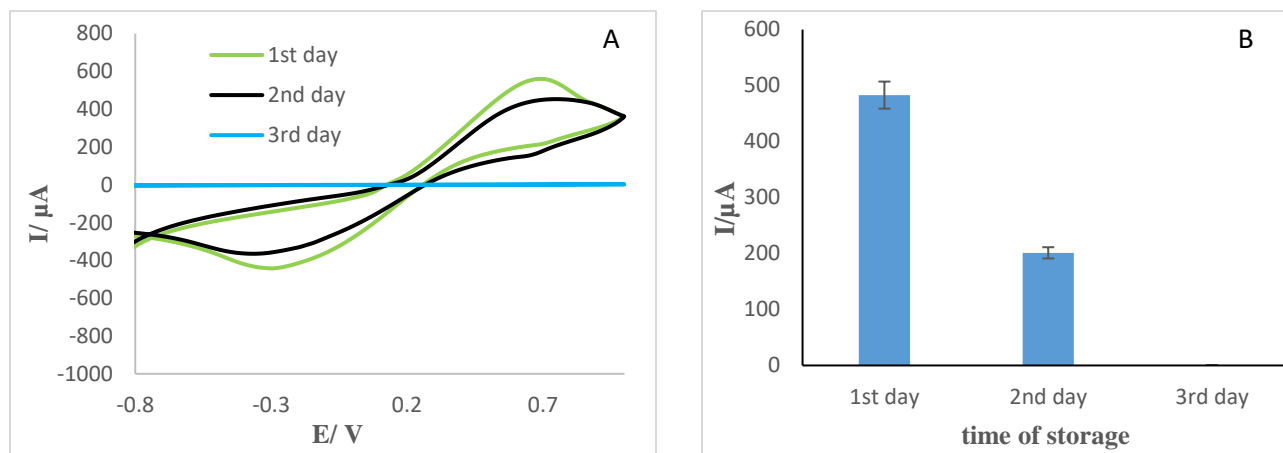 A
1st day
2nd day
3rd day
800
600
400
200
0
-200
-400
-600
-800
-1000
I/ µA
-0.8 -0.3 0.2 0.7
E/ V
B
600
500
400
300
200
100
0
I/µA
1st day 2nd day 3rd day
time of storage